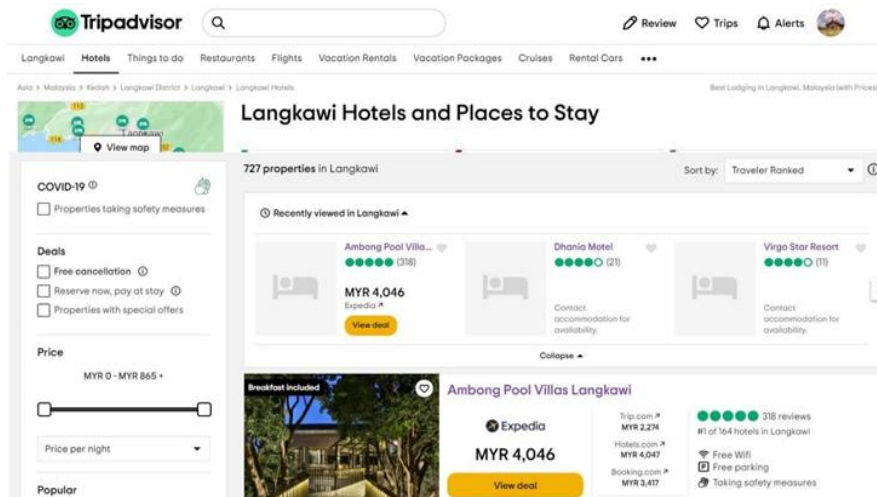 Tripadvisor
Review Trips Alerts
Langkawi Hotels Things to do Restaurants Flights Vacation Rentals Vacation Packages Cruises Rental Cars •••
Asia > Malaysia > Kedah > Langkawi District > Langkawi > Langkawi Hotels
Best Lodging in Langkawi, Malaysia (with Prices)
112
Langkawi
114
View map
Langkawi Hotels and Places to Stay
727 properties in Langkawi
Sort by: Traveler Ranked
COVID-19
Properties taking safety measures
Deals
Free cancellation
Reserve now, pay at stay
Properties with special offers
Price
MYR 0 - MYR 865 +
Price per night
Popular
Recently viewed in Langkawi
Ambong Pool Villa...
(318)
MYR 4,046
Expedia
View deal
Dhania Motel
(21)
Contact
accommodation for
availability.
Virgo Star Resort
(11)
Contact
accommodation for
availability.
Collapse
Breakfast included
Ambong Pool Villas Langkawi
Expedia
MYR 4,046
View deal
Trip.com
MYR 2,274
Hotels.com
MYR 4,047
Booking.com
MYR 3,417
318 reviews
#1 of 164 hotels in Langkawi
Free Wifi
P Free parking
Taking safety measures